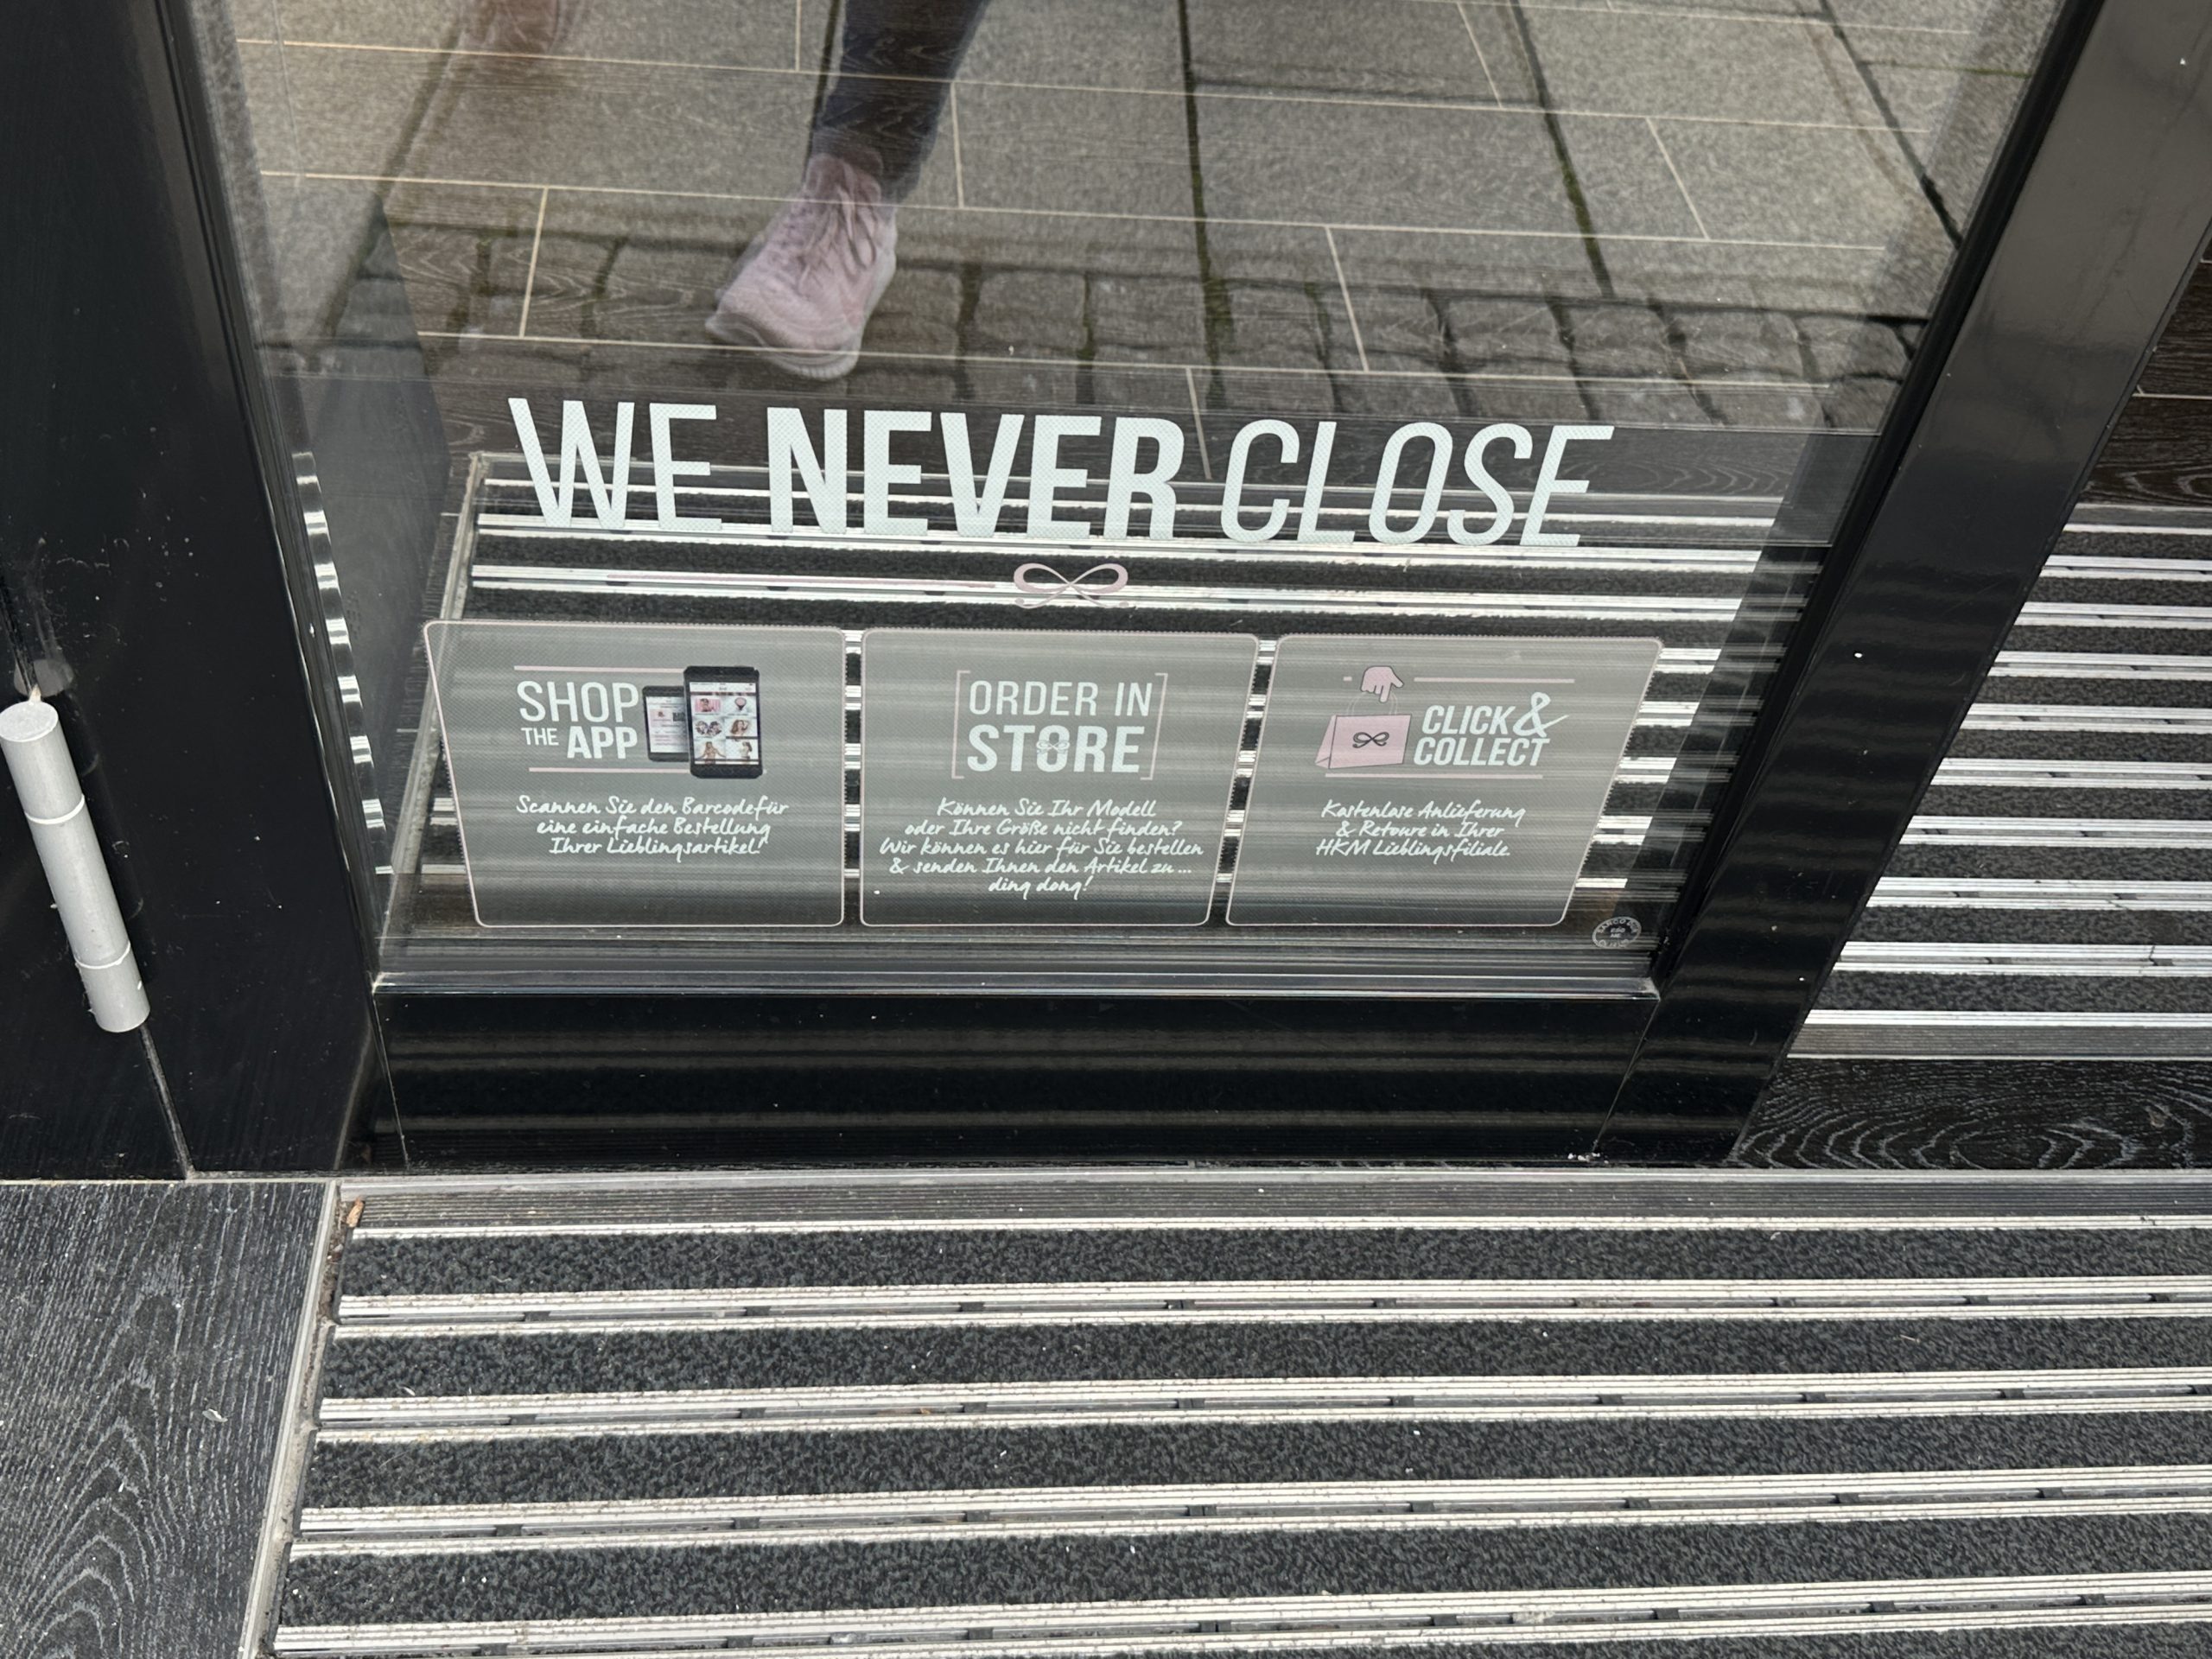 WE NEVER CLOSE
SHOP
THE APP
Scannen Sie den Barcode für
eine einfache Bestellung
Ihrer Lieblingsartikel!
ORDER IN
STORE
Können Sie Ihr Modell
oder Ihre Größe nicht finden?
Wir können es hier für Sie bestellen
& senden Ihnen den Artikel zu ...
ding dong!
CLICK &
COLLECT
Kostenlose Anlieferung
& Retoure in Ihrer
HKM Lieblingsfiliale.